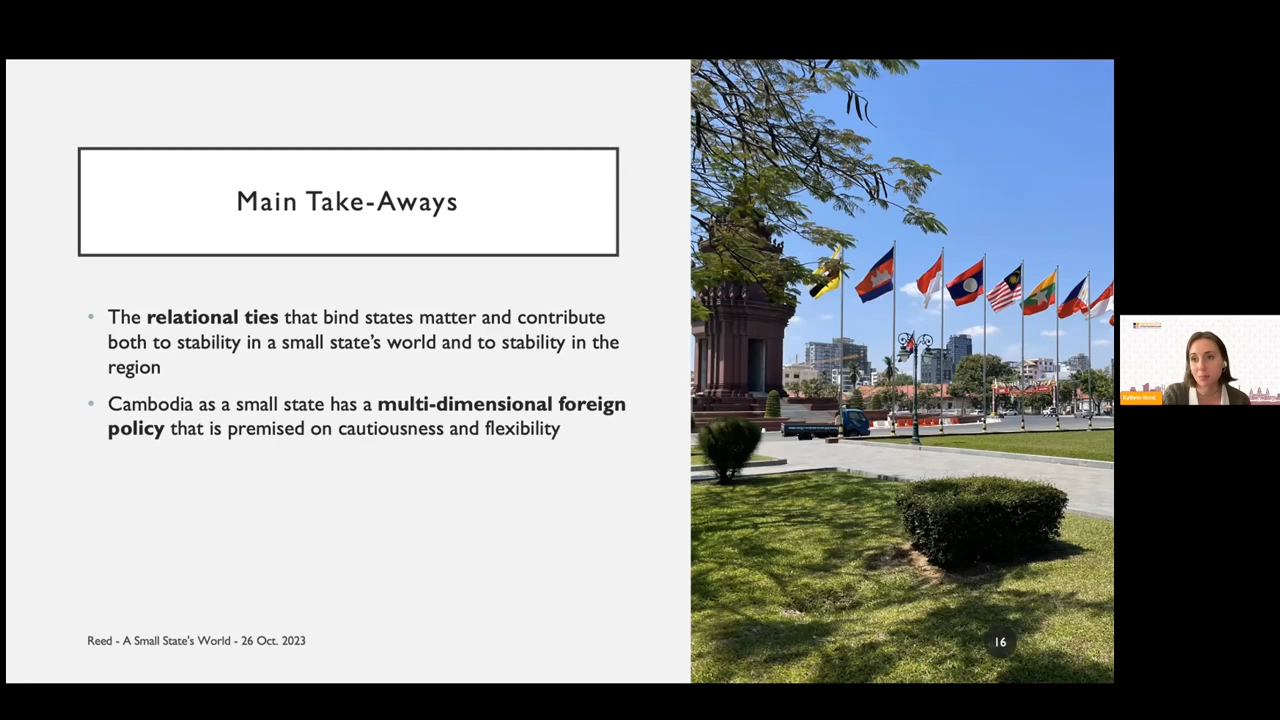 Main Take-Aways
• The relational ties that bind states matter and contribute
both to stability in a small state's world and to stability in the
region
• Cambodia as a small state has a multi-dimensional foreign
policy that is premised on cautiousness and flexibility
Reed - A Small State's World - 26 Oct. 2023
16